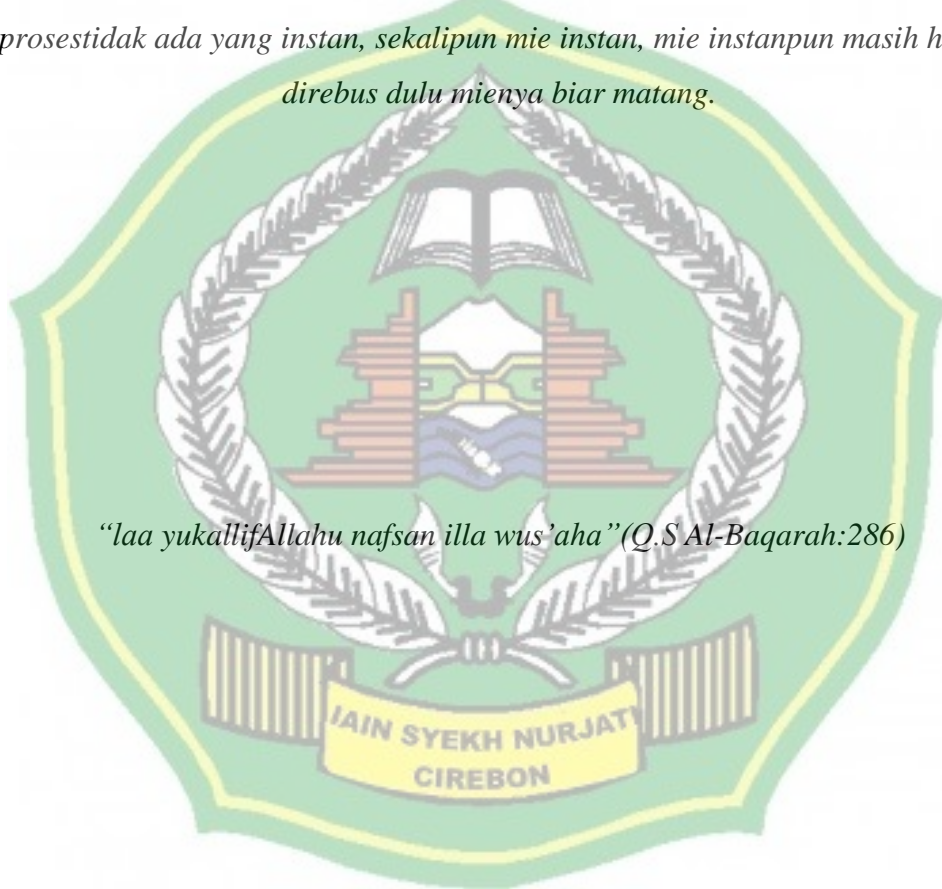 prosestidak ada yang instan, sekalipun mie instan, mie instanpun masih h
direbus dulu mienya biar matang.
“laa yukallifAllahu nafsan illa wus’aha”(Q.S Al-Baqarah:286)
IAIN SYEKH NURJATI
CIREBON